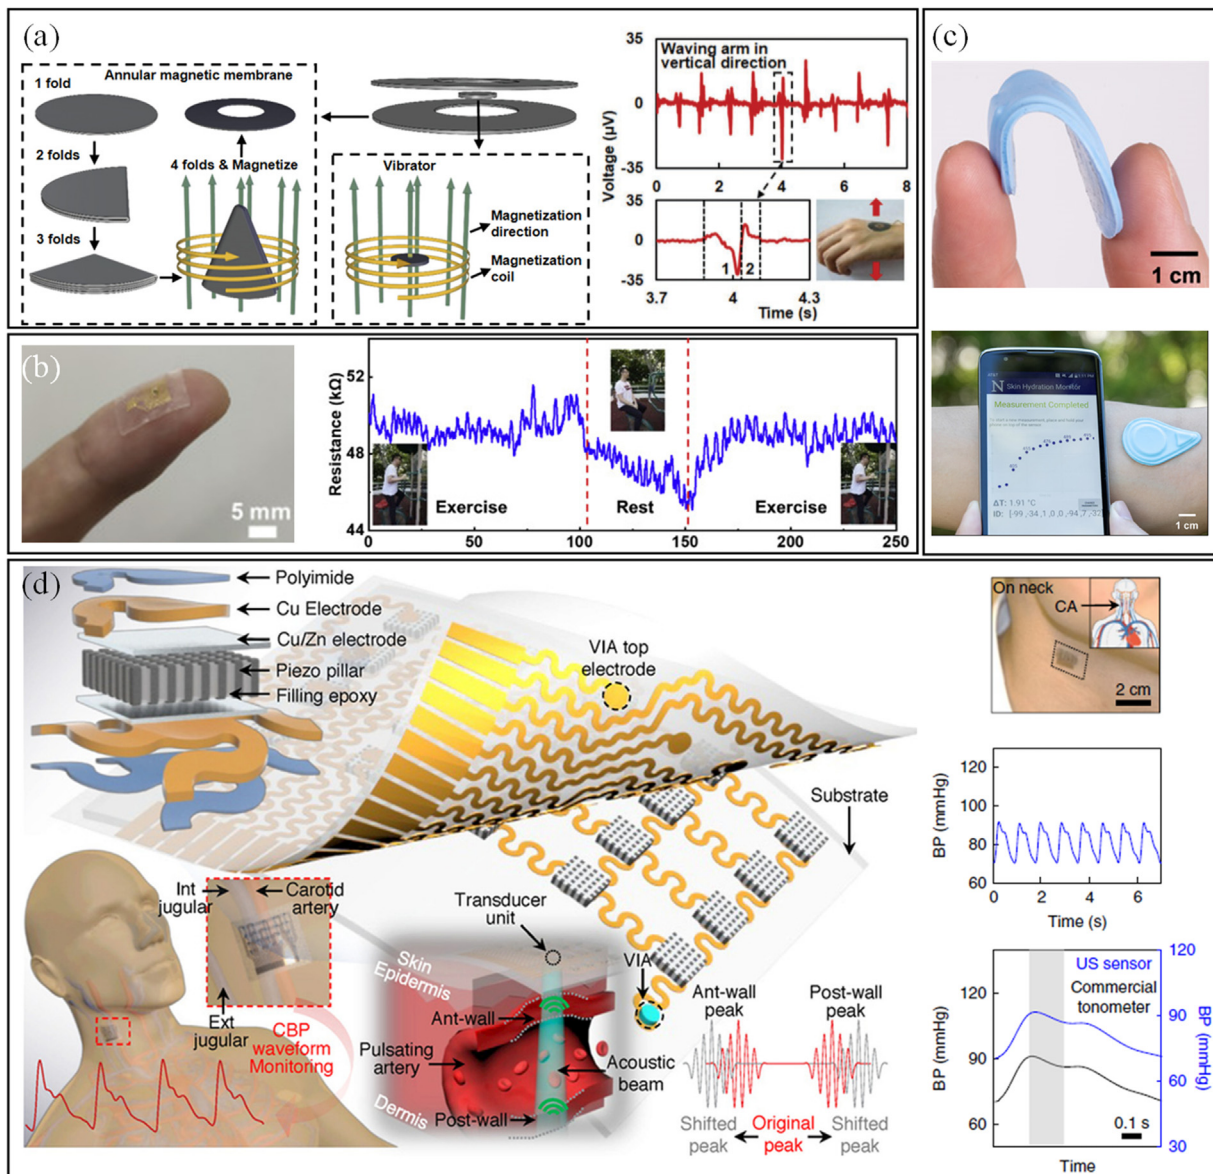 (a)
1 fold
Annular magnetic membrane
2 folds
4 folds & Magnetize
3 folds
Vibrator
Magnetization
direction
Magnetization
coil
Voltage (µV)
35
0
-35
Waving arm in
vertical direction
0 2 4 6 8
35
0
-35
1 2
3.7 4 4.3
Time (s)
(b)
5 mm
Resistance (kΩ)
52
48
44
Exercise
Rest
Exercise
0 50 100 150 200 250
(c)
1 cm
N Skin Hydration Monitor
Measurement Completed
ΔT: 1.91 °C
1 cm
(d)
Polyimide
Cu Electrode
Cu/Zn electrode
Piezo pillar
Filling epoxy
VIA top
electrode
Substrate
Int
jugular
Carotid
artery
Ext
jugular
CBP
waveform
Monitoring
Transducer
unit
Skin
Epidermis
Ant-wall
Pulsating
artery
Acoustic
beam
Dermis
Post-wall
VIA
Ant-wall
peak
Post-wall
peak
Shifted
peak
Original
peak
Shifted
peak
On neck
CA
2 cm
BP (mmHg)
120
90
80
60
0 2 4 6
Time (s)
US sensor
Commercial
tonometer
BP (mmHg)
120
90
45
BP
(mmHg)
120
90
60
30
0.1 s
Time